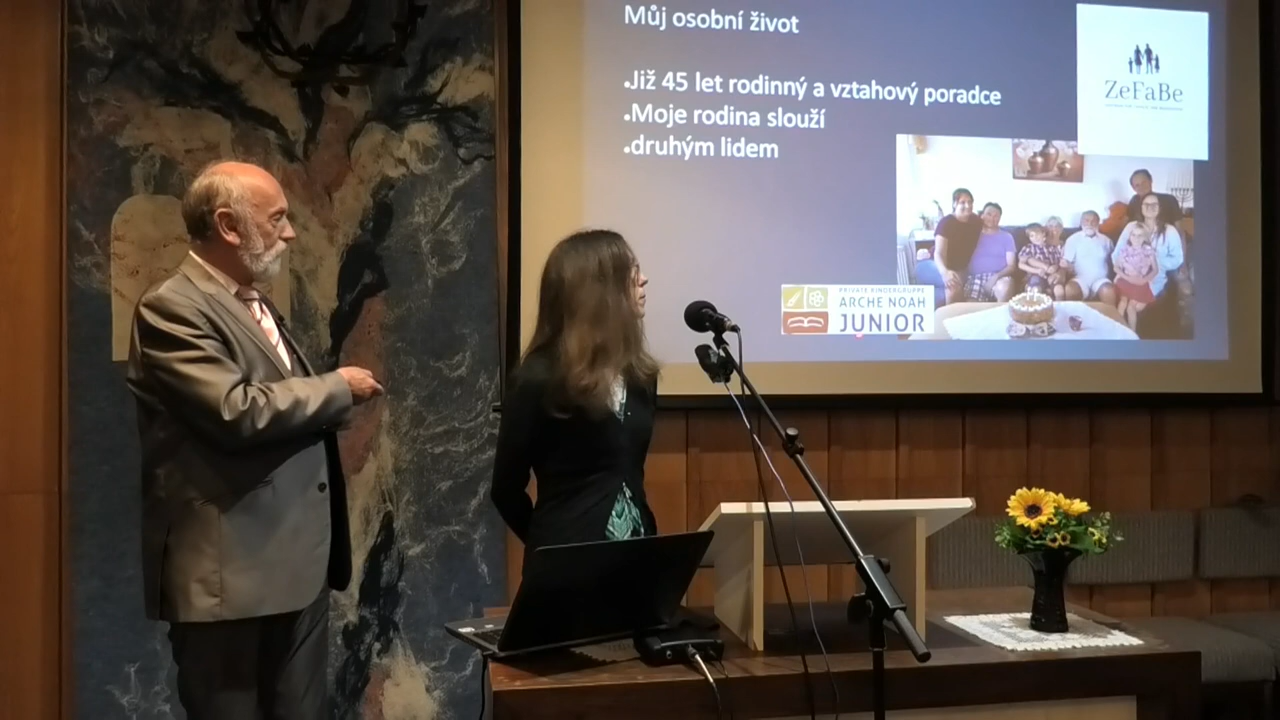 Můj osobní život
•Již 45 let rodinný a vztahový poradce
•Moje rodina slouží
•druhým lidem
ZeFaBe
PRIVATE KINDERGRUPPE
ARCHE NOAH
JUNIOR